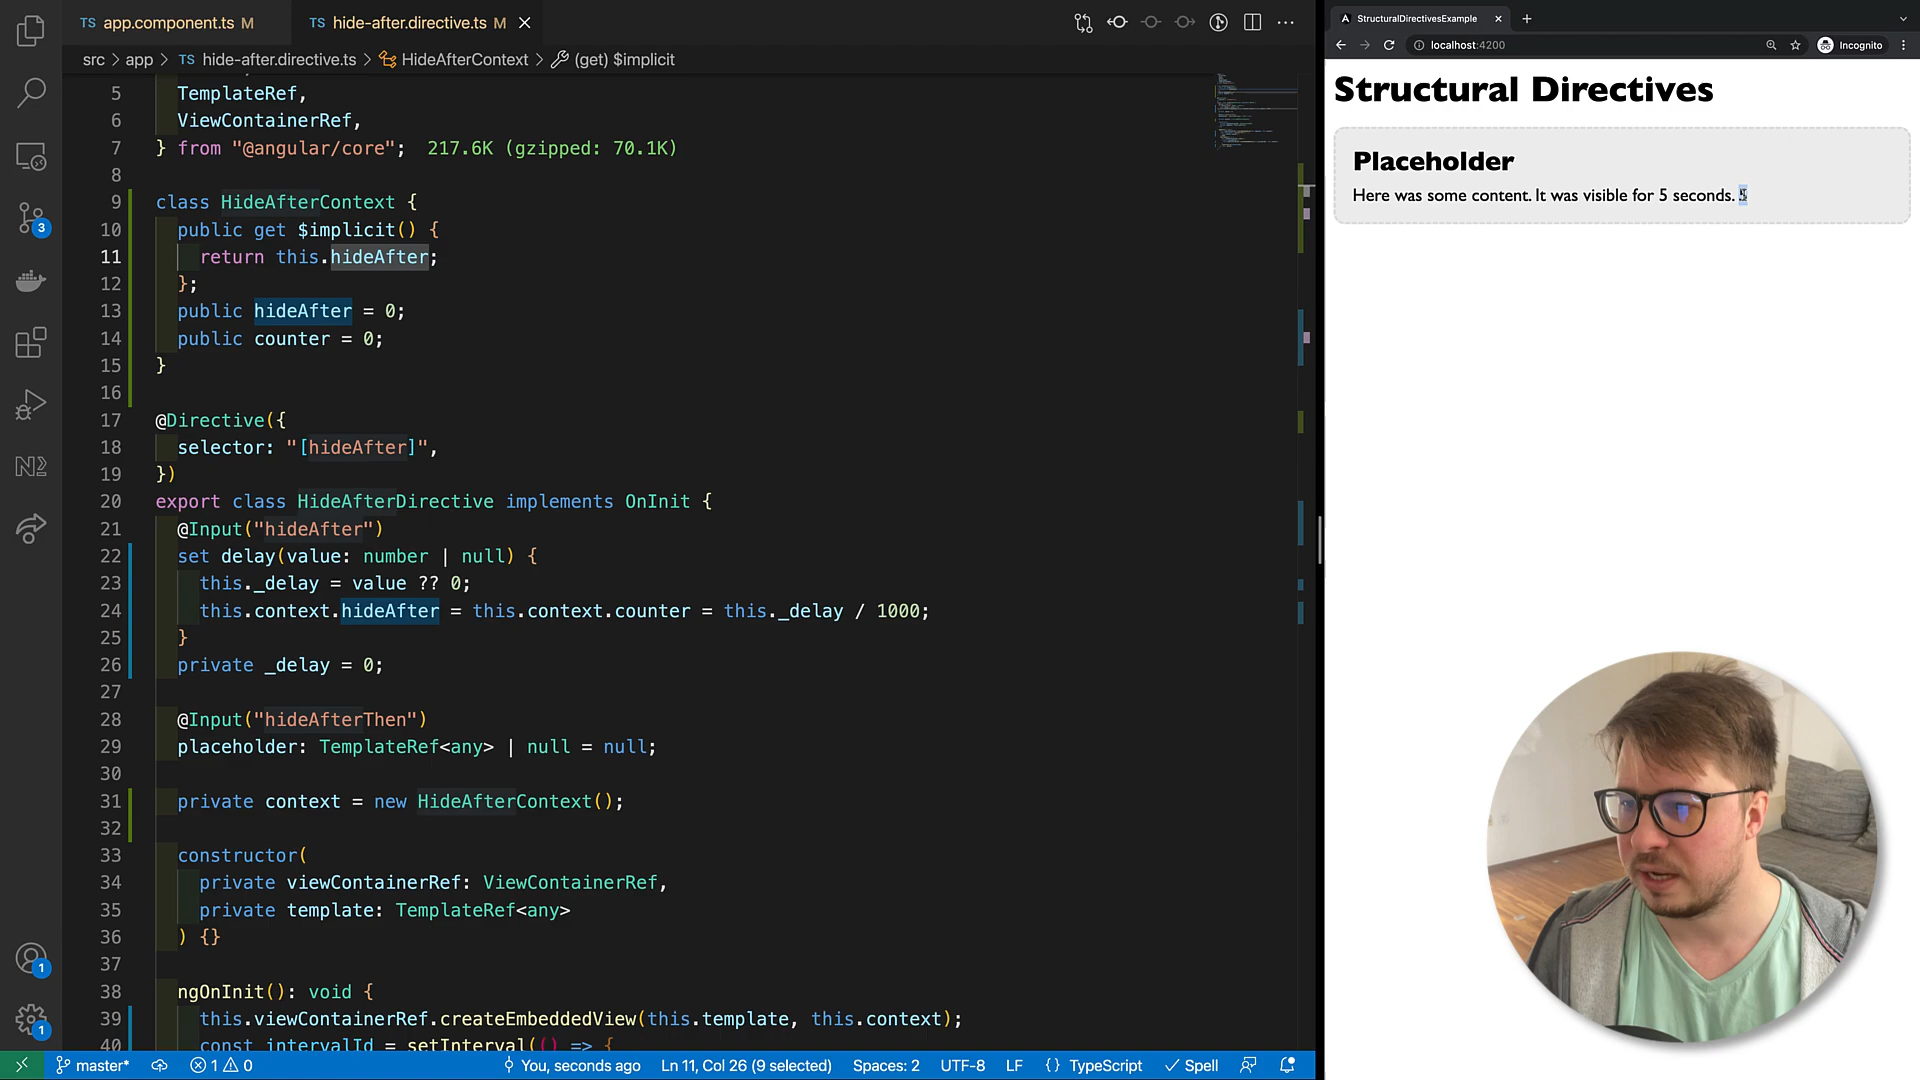 TS app.component.ts M
TS hide-after.directive.ts M
src > app > TS hide-after.directive.ts > HideAfterContext > (get) $implicit
5 TemplateRef,
6 ViewContainerRef,
7 } from "@angular/core"; 217.6K (gzipped: 70.1K)
8
9 class HideAfterContext {
10 public get $implicit() {
11 return this.hideAfter;
12 };
13 public hideAfter = 0;
14 public counter = 0;
15 }
16
17 @Directive({
18 selector: "[hideAfter]",
19 })
20 export class HideAfterDirective implements OnInit {
21 @Input("hideAfter")
22 set delay(value: number | null) {
23 this._delay = value ?? 0;
24 this.context.hideAfter = this.context.counter = this._delay / 1000;
25 }
26 private _delay = 0;
27
28 @Input("hideAfterThen")
29 placeholder: TemplateRef<any> | null = null;
30
31 private context = new HideAfterContext();
32
33 constructor(
34 private viewContainerRef: ViewContainerRef,
35 private template: TemplateRef<any>
36 ) {}
37
38 ngOnInit(): void {
39 this.viewContainerRef.createEmbeddedView(this.template, this.context);
40 const intervalId = setInterval(() => {
3
1
1
master* 1 0 You, seconds ago Ln 11, Col 26 (9 selected) Spaces: 2 UTF-8 LF {} TypeScript Spell
StructuralDirectivesExample
localhost:4200 Incognito
Structural Directives
Placeholder
Here was some content. It was visible for 5 seconds. 5